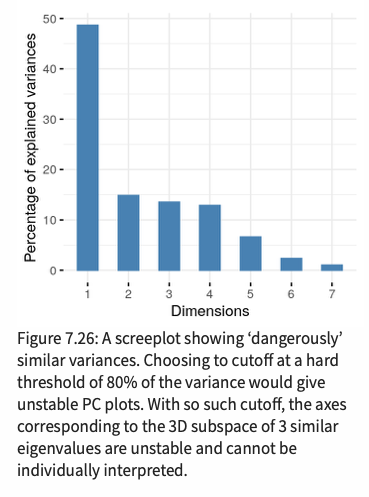 50
40
30
20
10
0
Percentage of explained variances
1 2 3 4 5 6 7
Dimensions
Figure 7.26: A screeplot showing ‘dangerously’
similar variances. Choosing to cutoff at a hard
threshold of 80% of the variance would give
unstable PC plots. With so such cutoff, the axes
corresponding to the 3D subspace of 3 similar
eigenvalues are unstable and cannot be
individually interpreted.